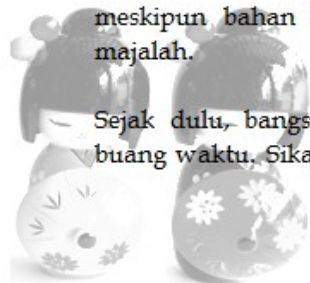 meskipun bahan
majalah.
Sejak dulu, bangs
buang waktu. Sika